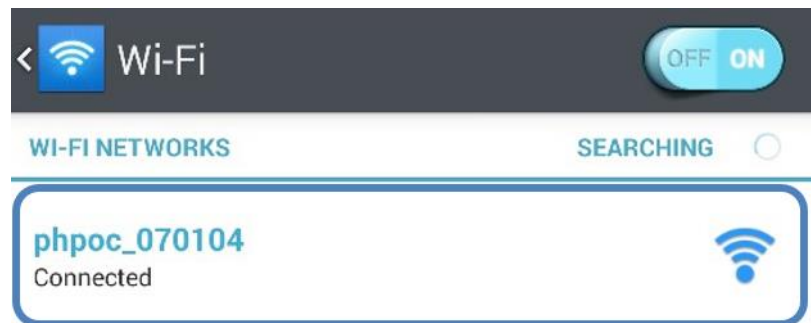 Wi-Fi OFF ON
WI-FI NETWORKS SEARCHING
phpoc_070104
Connected